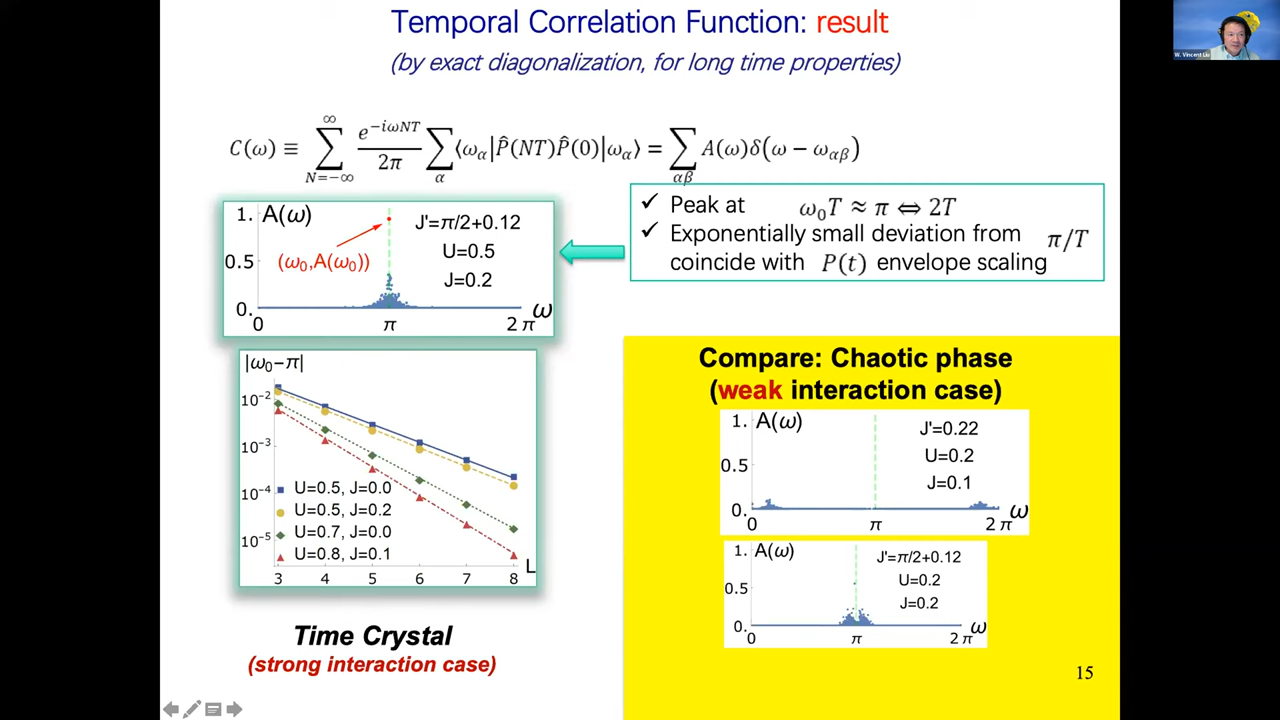 Temporal Correlation Function: result
(by exact diagonalization, for long time properties)
W. Vincent Liu
C(ω) ≡ ∑_{N=−∞}^{∞} e^{−iωNT}/2π ∑_α ⟨ω_α|P̂(NT)P̂(0)|ω_α⟩ = ∑_{αβ} A(ω)δ(ω − ω_{αβ})
1. A(ω)
J'=π/2+0.12
U=0.5
J=0.2
(ω₀,A(ω₀))
0.5
0.
0 π 2π ω
✓ Peak at ω₀T ≈ π ⇔ 2T
✓ Exponentially small deviation from π/T
coincide with P(t) envelope scaling
|ω₀−π|
10⁻²
10⁻³
10⁻⁴
10⁻⁵
U=0.5, J=0.0
U=0.5, J=0.2
U=0.7, J=0.0
U=0.8, J=0.1
3 4 5 6 7 8 L
Time Crystal
(strong interaction case)
Compare: Chaotic phase
(weak interaction case)
1. A(ω)
J'=0.22
U=0.2
J=0.1
0.5
0.
0 π 2π ω
1. A(ω)
J'=π/2+0.12
U=0.2
J=0.2
0.5
0.
0 π 2π ω
15